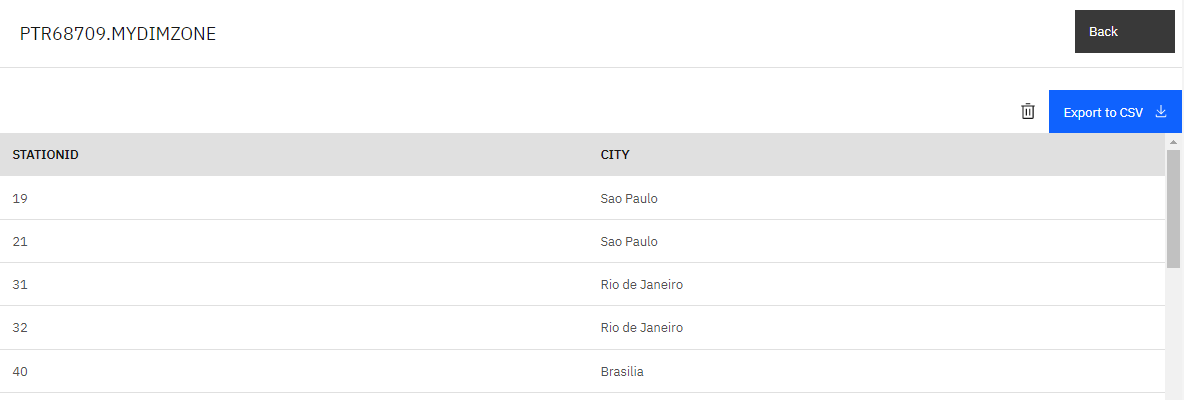 PTR68709.MYDIMZONE
Back
Export to CSV
STATIONID CITY
19 Sao Paulo
21 Sao Paulo
31 Rio de Janeiro
32 Rio de Janeiro
40 Brasilia